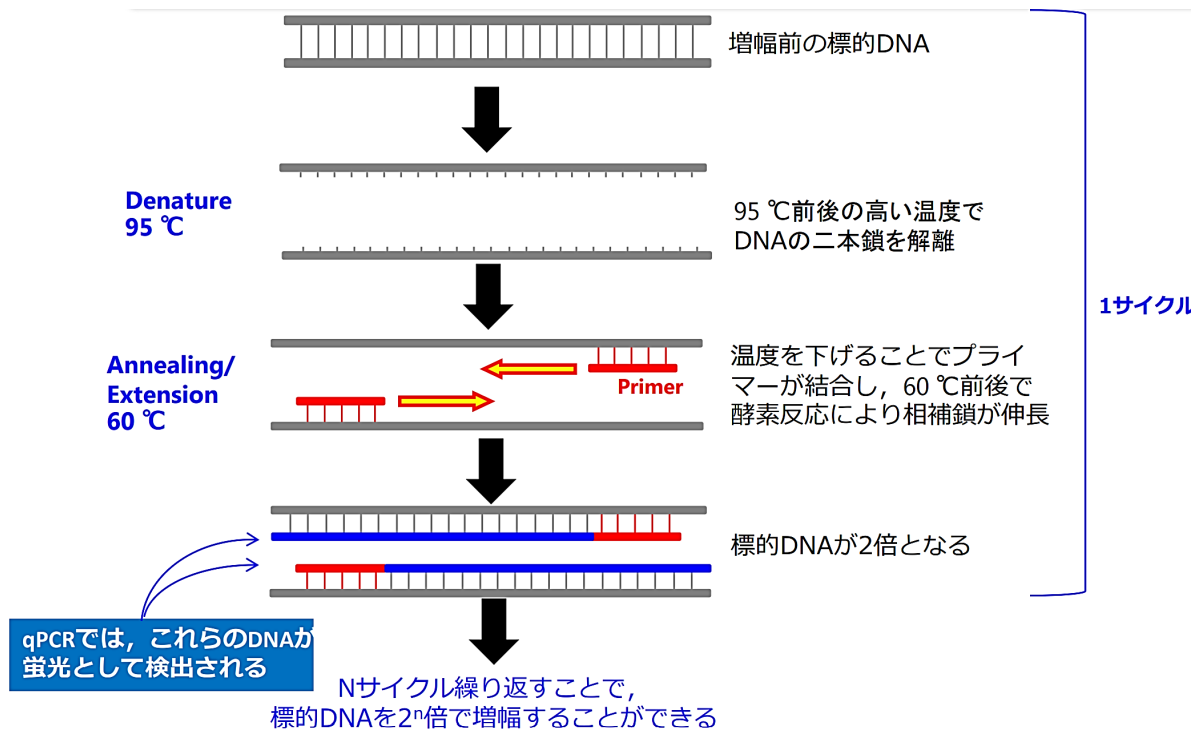 増幅前の標的DNA
Denature
95 ℃
95 ℃前後の高い温度で
DNAの二本鎖を解離
1サイクル
Annealing/
Extension
60 ℃
Primer
温度を下げることでプライ
マーが結合し，60 ℃前後で
酵素反応により相補鎖が伸長
標的DNAが2倍となる
qPCRでは，これらのDNAが
蛍光として検出される
Nサイクル繰り返すことで，
標的DNAを2ⁿ倍で増幅することができる